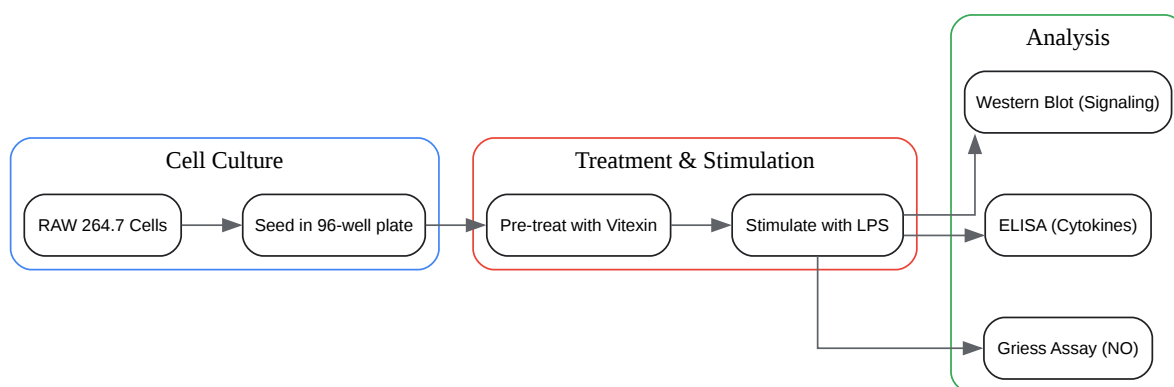 Cell Culture
RAW 264.7 Cells
Seed in 96-well plate
Treatment & Stimulation
Pre-treat with Vitexin
Stimulate with LPS
Analysis
Western Blot (Signaling)
ELISA (Cytokines)
Griess Assay (NO)